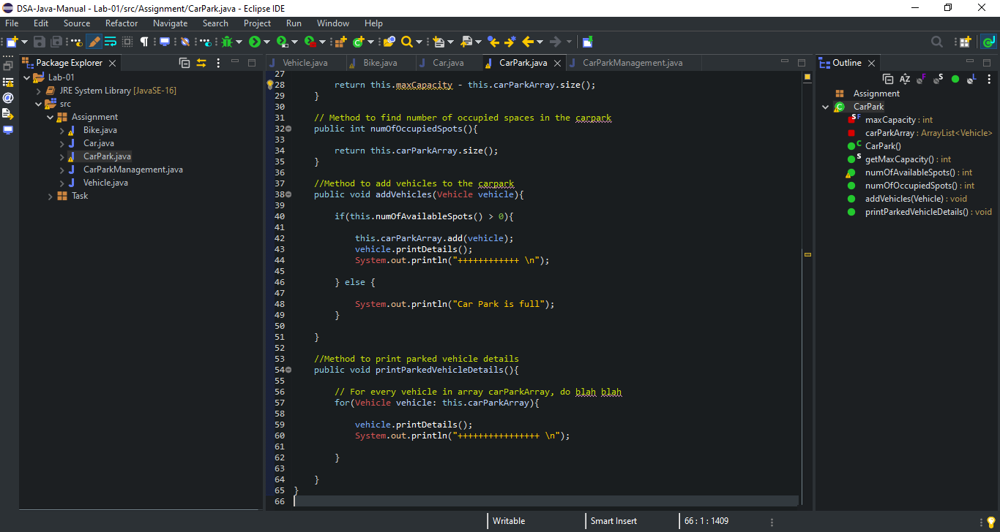 DSA-Java-Manual - Lab-01/src/Assignment/CarPark.java - Eclipse IDE
File Edit Source Refactor Navigate Search Project Run Window Help
Package Explorer
Lab-01
JRE System Library [JavaSE-16]
src
Assignment
Bike.java
Car.java
CarPark.java
CarParkManagement.java
Vehicle.java
Task
Vehicle.java Bike.java Car.java CarPark.java CarParkManagement.java
27
28 return this.maxCapacity - this.carParkArray.size();
29 }
30
31 // Method to find number of occupied spaces in the carpark
32 public int numOfOccupiedSpots(){
33
34 return this.carParkArray.size();
35 }
36
37 //Method to add vehicles to the carpark
38 public void addVehicles(Vehicle vehicle){
39
40 if(this.numOfAvailableSpots() > 0){
41
42 this.carParkArray.add(vehicle);
43 vehicle.printDetails();
44 System.out.println("++++++++++++ \n");
45
46 } else {
47
48 System.out.println("Car Park is full");
49 }
50
51 }
52
53 //Method to print parked vehicle details
54 public void printParkedVehicleDetails(){
55
56 // For every vehicle in array carParkArray, do blah blah
57 for(Vehicle vehicle: this.carParkArray){
58
59 vehicle.printDetails();
60 System.out.println("++++++++++++++++ \n");
61
62 }
63
64 }
65 }
66
Outline
Assignment
CarPark
maxCapacity : int
carParkArray : ArrayList<Vehicle>
CarPark()
getMaxCapacity() : int
numOfAvailableSpots() : int
numOfOccupiedSpots() : int
addVehicles(Vehicle) : void
printParkedVehicleDetails() : void
Writable Smart Insert 66 : 1 : 1409